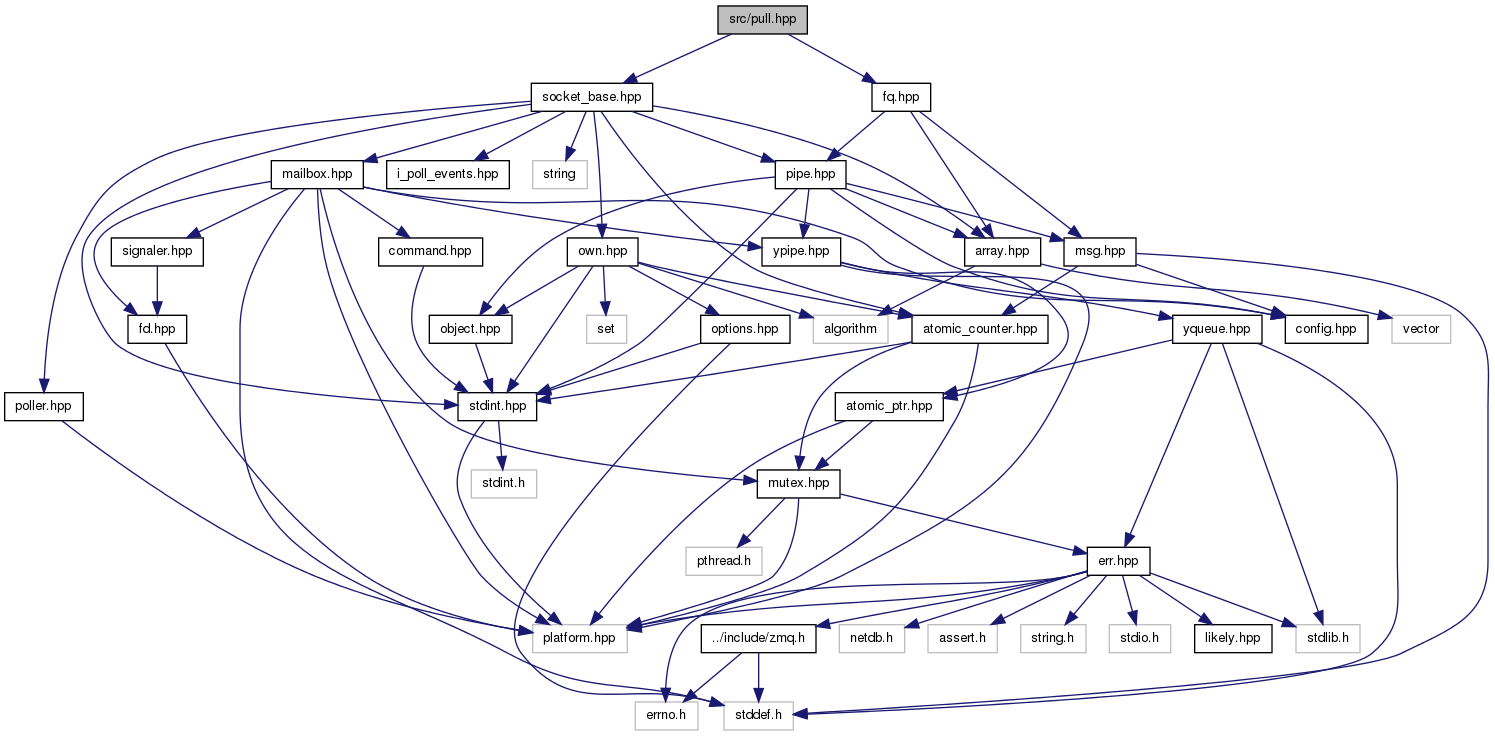 src/pull.hpp
socket_base.hpp
fq.hpp
mailbox.hpp
i_poll_events.hpp
string
pipe.hpp
signaler.hpp
command.hpp
own.hpp
ypipe.hpp
array.hpp
msg.hpp
fd.hpp
object.hpp
set
options.hpp
algorithm
atomic_counter.hpp
yqueue.hpp
config.hpp
vector
poller.hpp
stdint.hpp
atomic_ptr.hpp
stdint.h
mutex.hpp
pthread.h
err.hpp
platform.hpp
../include/zmq.h
netdb.h
assert.h
string.h
stdio.h
likely.hpp
stdlib.h
errno.h
stddef.h